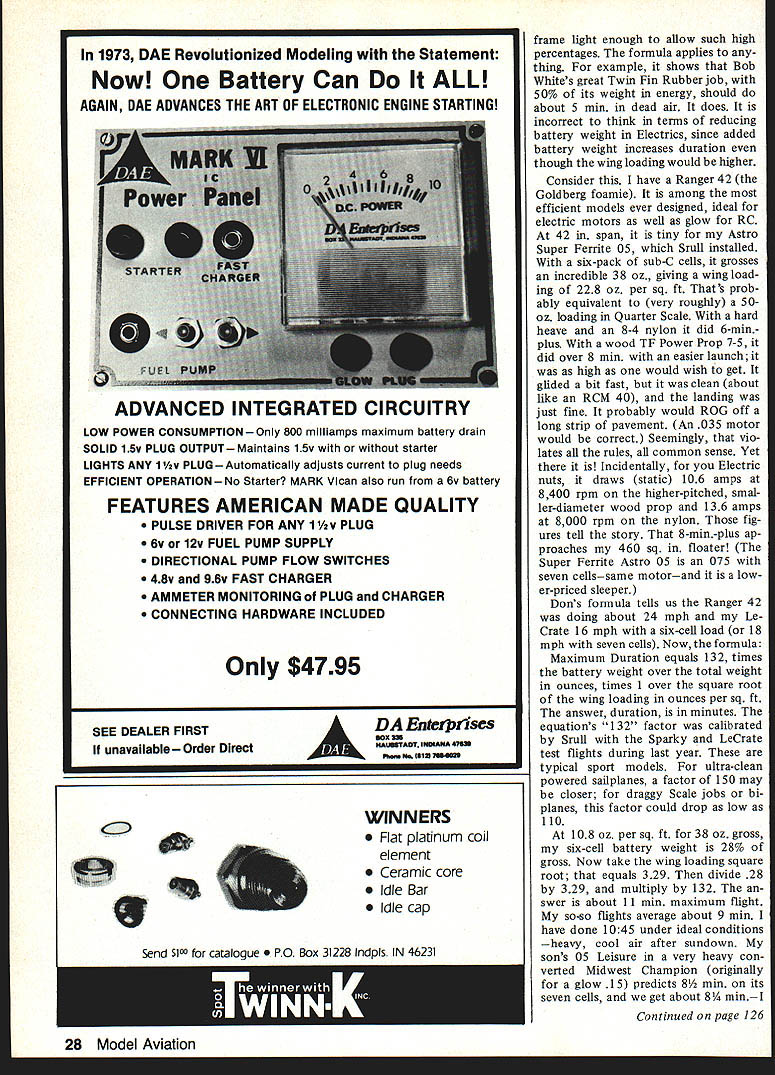 In 1973, DAE Revolutionized Modeling with the Statement:
Now! One Battery Can Do It ALL!
AGAIN, DAE ADVANCES THE ART OF ELECTRONIC ENGINE STARTING!
DAE
MARK VI
IC
Power Panel
STARTER
FAST
CHARGER
FUEL PUMP
0 2 4 6 8 10
D.C. POWER
DA Enterprises
GLOW PLUG
ADVANCED INTEGRATED CIRCUITRY
LOW POWER CONSUMPTION—Only 800 milliamps maximum battery drain
SOLID 1.5v PLUG OUTPUT—Maintains 1.5v with or without starter
LIGHTS ANY 1½v PLUG—Automatically adjusts current to plug needs
EFFICIENT OPERATION—No Starter? MARK VIcan also run from a 6v battery
FEATURES AMERICAN MADE QUALITY
• PULSE DRIVER FOR ANY 1½v PLUG
• 6v or 12v FUEL PUMP SUPPLY
• DIRECTIONAL PUMP FLOW SWITCHES
• 4.8v and 9.6v FAST CHARGER
• AMMETER MONITORING of PLUG and CHARGER
• CONNECTING HARDWARE INCLUDED
Only $47.95
SEE DEALER FIRST
If unavailable—Order Direct
DAE
DA Enterprises
BOX 335
HAUBSTADT, INDIANA 47639
Phone No. (812) 768-6029
WINNERS
• Flat platinum coil
element
• Ceramic core
• Idle Bar
• Idle cap
Send $1⁰⁰ for catalogue • P.O. Box 31228 Indpls. IN 46231
Spot
The winner with
TWINN-K INC.
frame light enough to allow such high
percentages. The formula applies to any-
thing. For example, it shows that Bob
White's great Twin Fin Rubber job, with
50% of its weight in energy, should do
about 5 min. in dead air. It does. It is
incorrect to think in terms of reducing
battery weight in Electrics, since added
battery weight increases duration even
though the wing loading would be higher.
Consider this. I have a Ranger 42 (the
Goldberg foamie). It is among the most
efficient models ever designed, ideal for
electric motors as well as glow for RC.
At 42 in. span, it is tiny for my Astro
Super Ferrite 05, which Srull installed.
With a six-pack of sub-C cells, it grosses
an incredible 38 oz., giving a wing load-
ing of 22.8 oz. per sq. ft. That's prob-
ably equivalent to (very roughly) a 50-
oz. loading in Quarter Scale. With a hard
heave and an 8-4 nylon it did 6-min.-
plus. With a wood TF Power Prop 7-5, it
did over 8 min. with an easier launch; it
was as high as one would wish to get. It
glided a bit fast, but it was clean (about
like an RCM 40), and the landing was
just fine. It probably would ROG off a
long strip of pavement. (An .035 motor
would be correct.) Seemingly, that vio-
lates all the rules, all common sense. Yet
there it is! Incidentally, for you Electric
nuts, it draws (static) 10.6 amps at
8,400 rpm on the higher-pitched, smal-
ler-diameter wood prop and 13.6 amps
at 8,000 rpm on the nylon. Those fig-
ures tell the story. That 8-min.-plus ap-
proaches my 460 sq. in. floater! (The
Super Ferrite Astro 05 is an 075 with
seven cells—same motor—and it is a low-
er-priced sleeper.)
Don's formula tells us the Ranger 42
was doing about 24 mph and my Le-
Crate 16 mph with a six-cell load (or 18
mph with seven cells). Now, the formula:
Maximum Duration equals 132, times
the battery weight over the total weight
in ounces, times 1 over the square root
of the wing loading in ounces per sq. ft.
The answer, duration, is in minutes. The
equation's "132" factor was calibrated
by Srull with the Sparky and LeCrate
test flights during last year. These are
typical sport models. For ultra-clean
powered sailplanes, a factor of 150 may
be closer; for draggy Scale jobs or bi-
planes, this factor could drop as low as
110.
At 10.8 oz. per sq. ft. for 38 oz. gross,
my six-cell battery weight is 28% of
gross. Now take the wing loading square
root; that equals 3.29. Then divide .28
by 3.29, and multiply by 132. The an-
swer is about 11 min. maximum flight.
My so-so flights average about 9 min. I
have done 10:45 under ideal conditions
—heavy, cool air after sundown. My
son's 05 Leisure in a very heavy con-
verted Midwest Champion (originally
for a glow .15) predicts 8½ min. on its
seven cells, and we get about 8¼ min.—I
Continued on page 126
28 Model Aviation